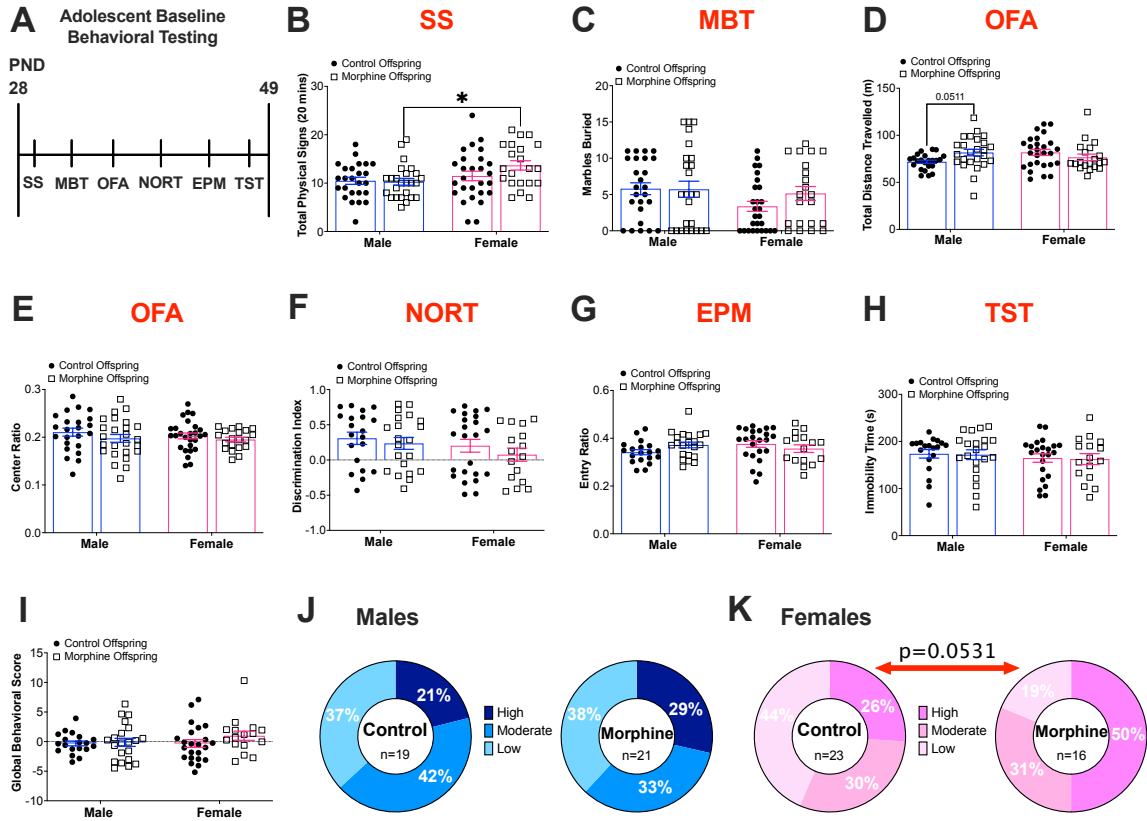 A
Adolescent Baseline
Behavioral Testing
PND
28
49
SS MBT OFA NORT EPM TST
B
SS
Control Offspring
Morphine Offspring
Total Physical Signs (20 mins)
30
20
10
0
*
Male Female
C
MBT
Control Offspring
Morphine Offspring
Marbles Buried
20
15
10
5
0
Male Female
D
OFA
Control Offspring
Morphine Offspring
Total Distance Travelled (m)
200
150
100
50
0
0.0511
Male Female
E
OFA
Control Offspring
Morphine Offspring
Center Ratio
0.3
0.2
0.1
0.0
Male Female
F
NORT
Control Offspring
Morphine Offspring
Discrimination Index
1.0
0.5
0.0
-0.5
-1.0
Male Female
G
EPM
Control Offspring
Morphine Offspring
Entry Ratio
0.6
0.4
0.2
0.0
Male Female
H
TST
Control Offspring
Morphine Offspring
Immobility Time (s)
300
200
100
0
Male Female
I
Control Offspring
Morphine Offspring
Global Behavioral Score
15
10
5
0
-5
-10
Male Female
J
Males
Control
n=19
21%
42%
37%
High
Moderate
Low
Morphine
n=21
29%
33%
38%
K
Females
p=0.0531
Control
n=23
26%
30%
44%
High
Moderate
Low
Morphine
n=16
50%
31%
19%